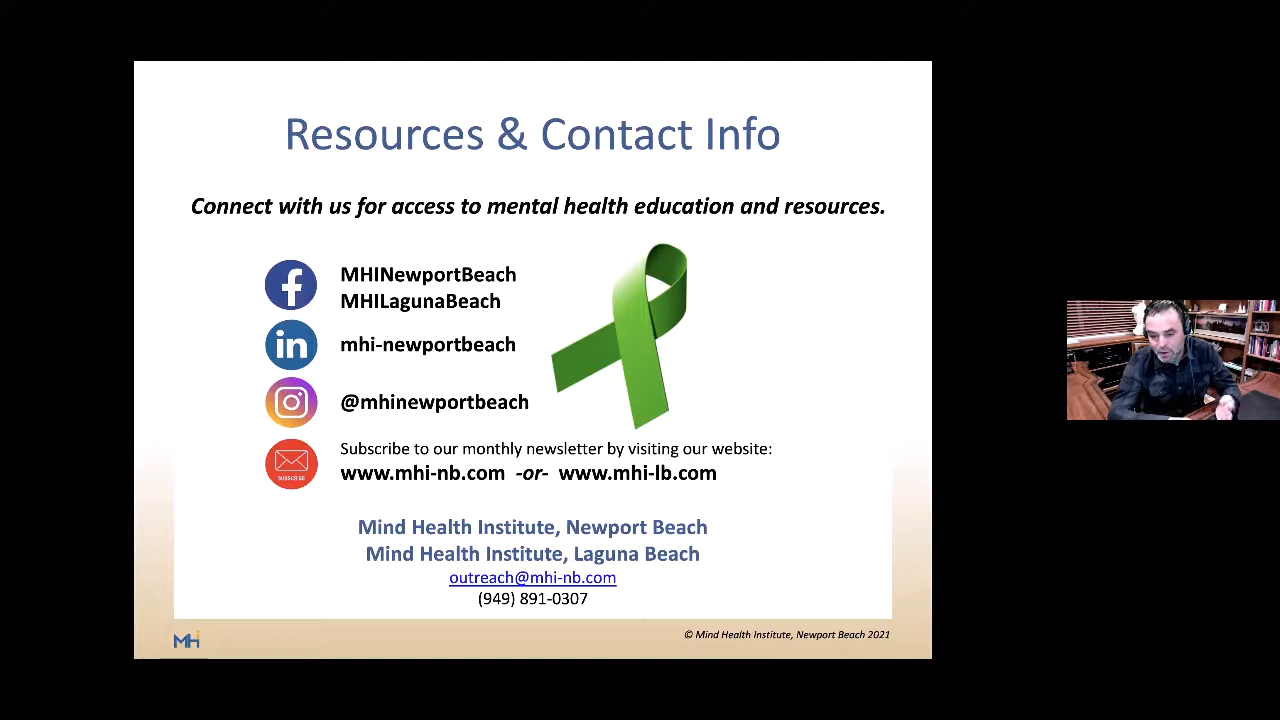 Resources & Contact Info
Connect with us for access to mental health education and resources.
MHINewportBeach
MHILagunaBeach
mhi-newportbeach
@mhinewportbeach
Subscribe to our monthly newsletter by visiting our website:
SUBSCRIBE
www.mhi-nb.com -or- www.mhi-lb.com
Mind Health Institute, Newport Beach
Mind Health Institute, Laguna Beach
outreach@mhi-nb.com
(949) 891-0307
MHi
© Mind Health Institute, Newport Beach 2021